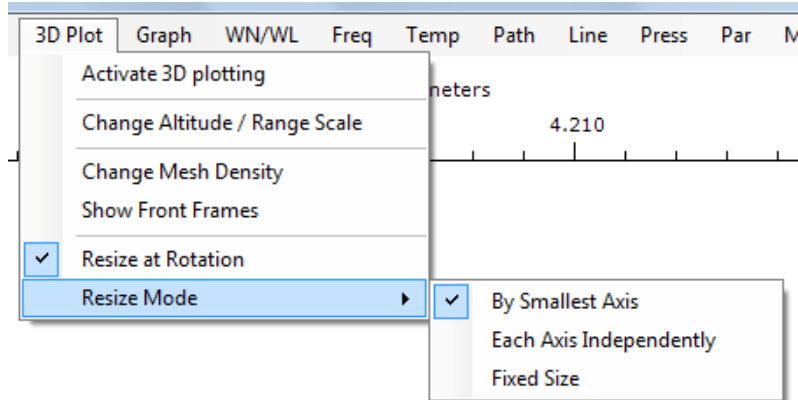 3D Plot Graph WN/WL Freq Temp Path Line Press Par
Activate 3D plotting
Change Altitude / Range Scale
4.210
Change Mesh Density
Show Front Frames
Resize at Rotation
Resize Mode
By Smallest Axis
Each Axis Independently
Fixed Size